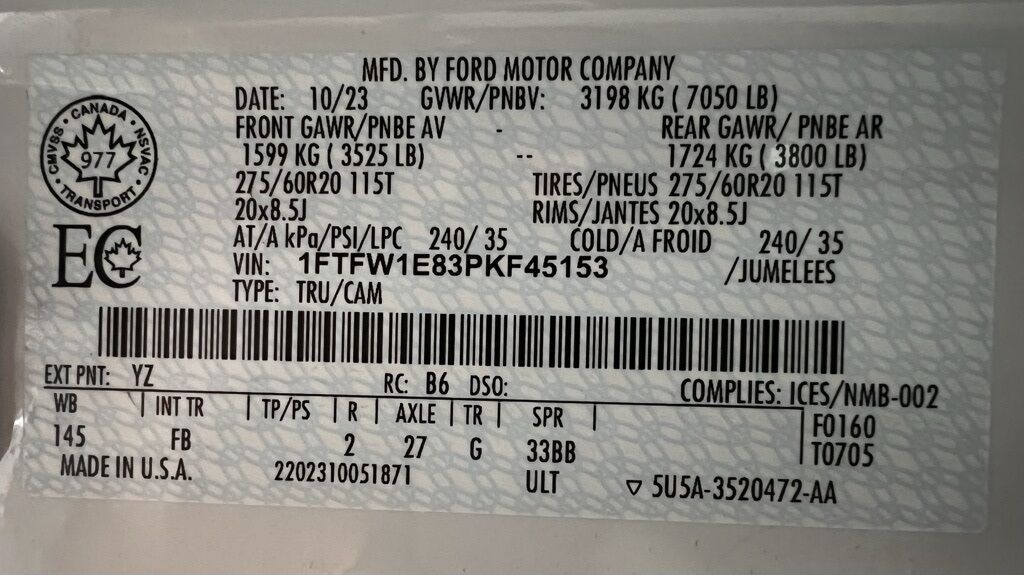 MFD. BY FORD MOTOR COMPANY
DATE: 10/23 GVWR/PNBV: 3198 KG ( 7050 LB)
FRONT GAWR/PNBE AV - REAR GAWR/ PNBE AR
1599 KG ( 3525 LB) -- 1724 KG ( 3800 LB)
275/60R20 115T TIRES/PNEUS 275/60R20 115T
20x8.5J RIMS/JANTES 20x8.5J
AT/A kPa/PSI/LPC 240/ 35 COLD/A FROID 240/ 35
VIN: 1FTFW1E83PKF45153 /JUMELEES
TYPE: TRU/CAM
CANADA
CMVSS · NSVAC
977
TRANSPORT
EC
EXT PNT: YZ RC: B6 DSO: COMPLIES: ICES/NMB-002
WB | INT TR | TP/PS | R | AXLE | TR | SPR | F0160
145 FB 2 27 G 33BB T0705
MADE IN U.S.A. 2202310051871 ULT ▽ 5U5A-3520472-AA